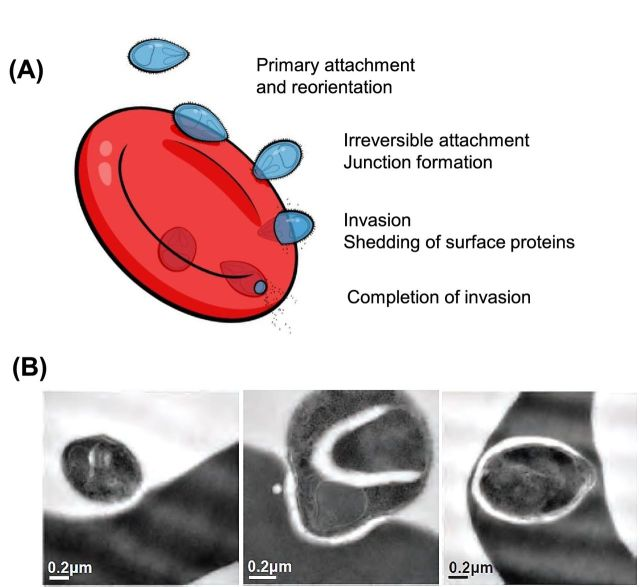 (A)
Primary attachment
and reorientation
Irreversible attachment
Junction formation
Invasion
Shedding of surface proteins
Completion of invasion
(B)
0.2µm
0.2µm
0.2µm